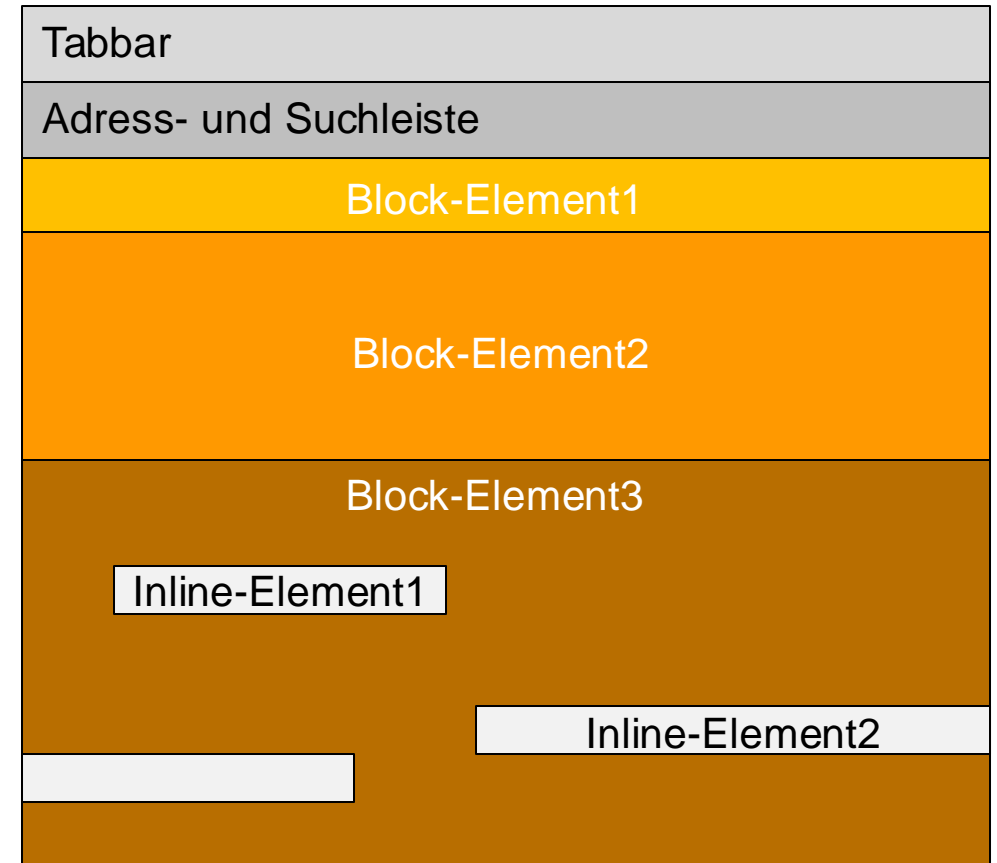 Tabbar
Adress- und Suchleiste
Block-Element1
Block-Element2
Block-Element3
Inline-Element1
Inline-Element2